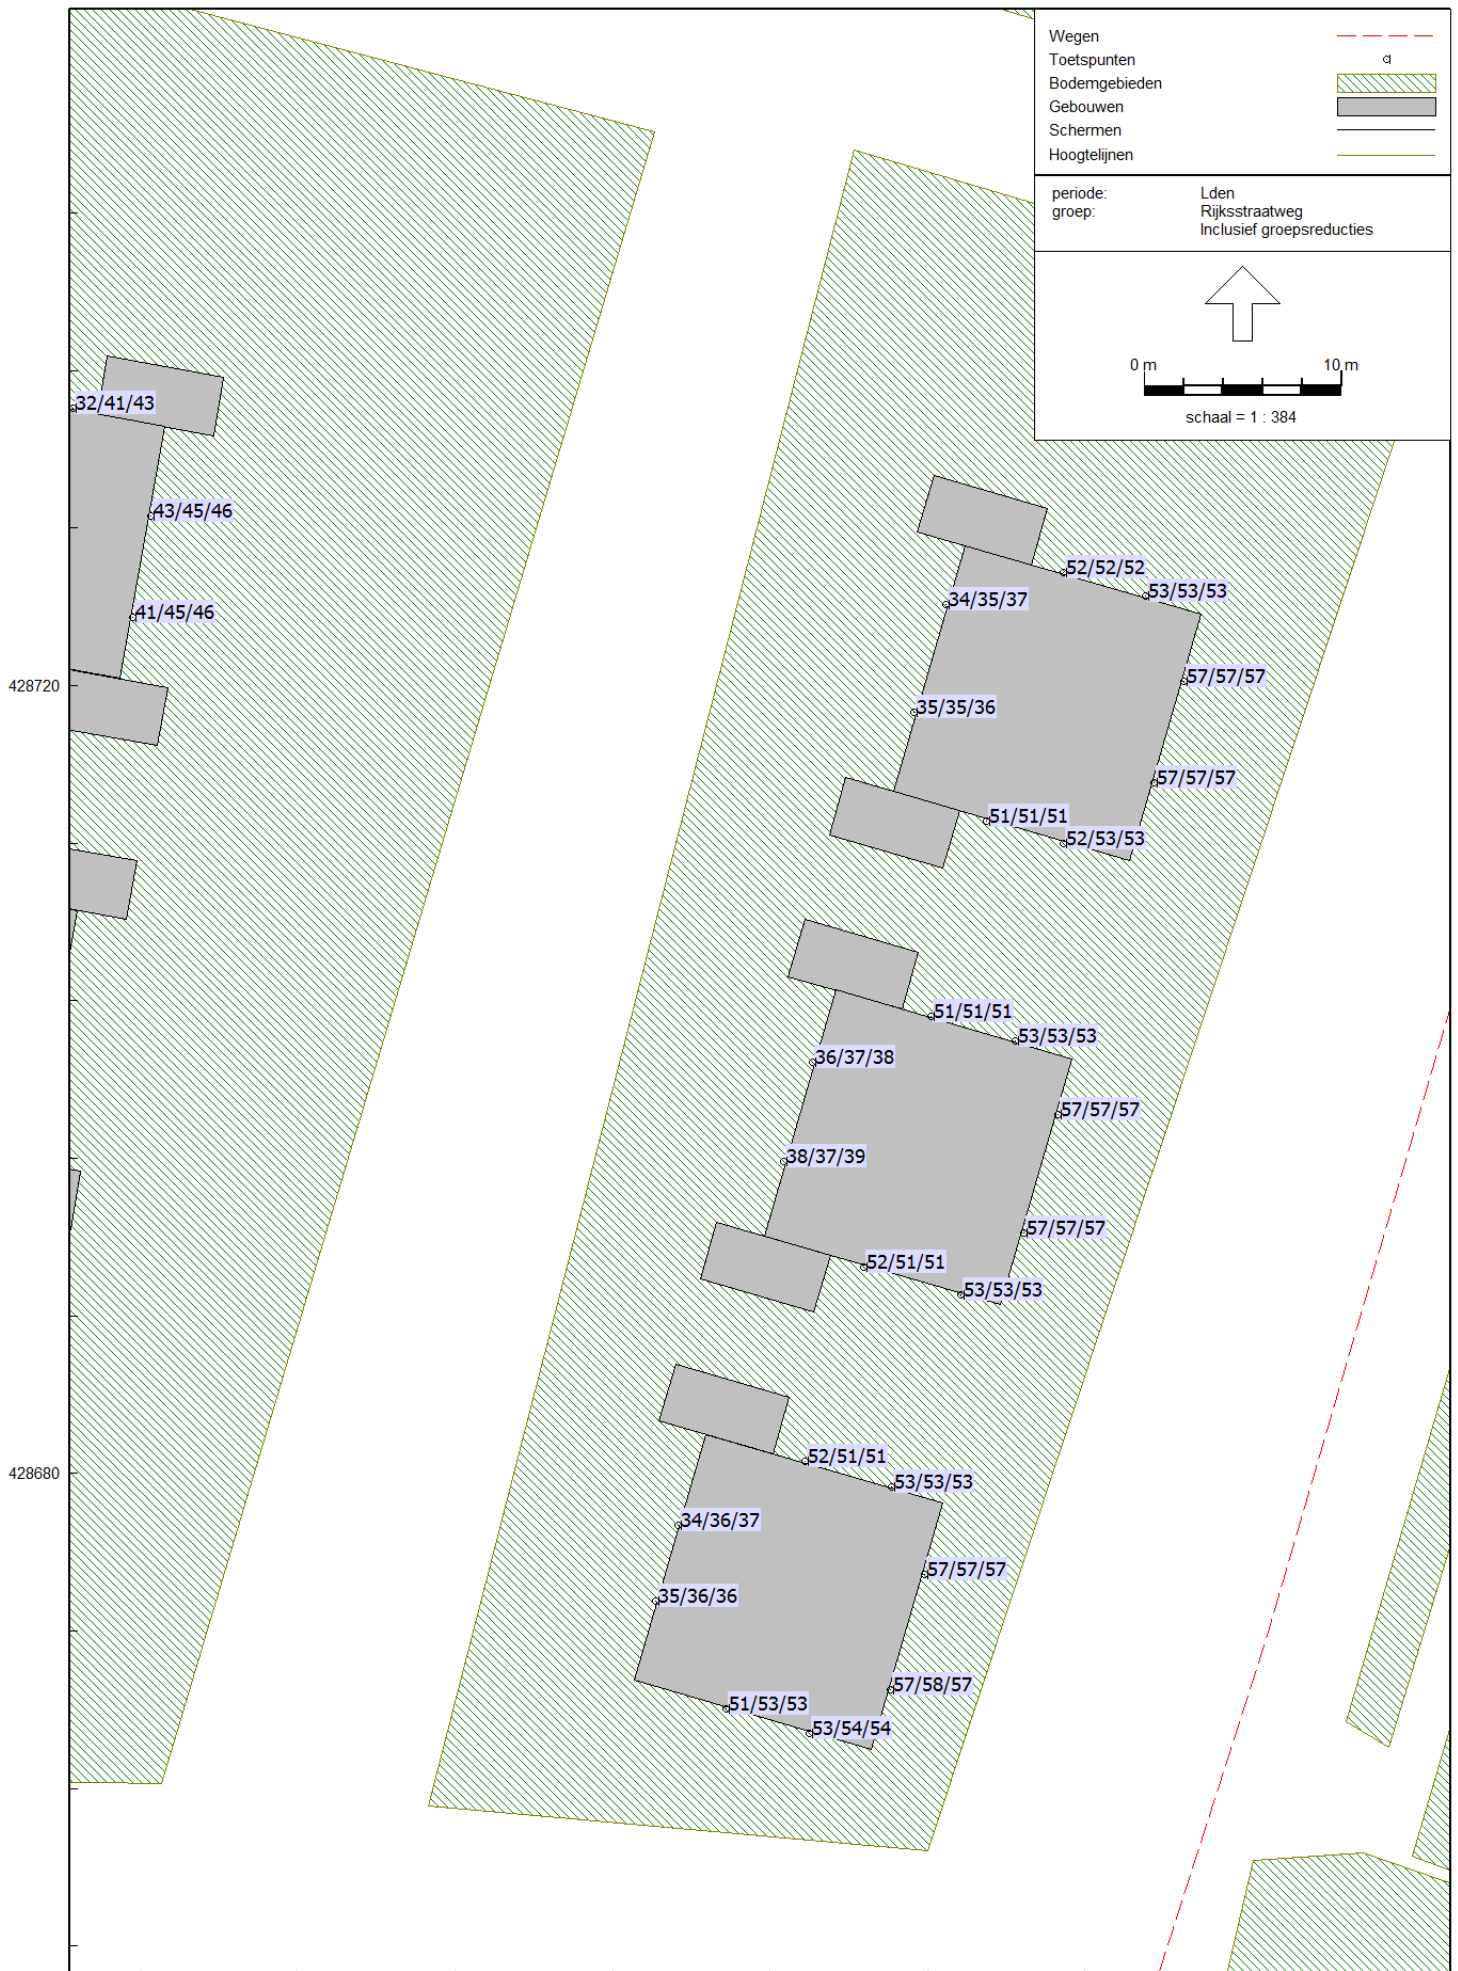 Wegen
Toetspunten
Bodemgebieden
Gebouwen
Schermen
Hoogtelijnen
periode: Lden
groep: Rijksstraatweg
Inclusief groepsreducties
0 m 10 m
schaal = 1 : 384
32/41/43
43/45/46
41/45/46
428720
52/52/52
53/53/53
34/35/37
57/57/57
35/35/36
57/57/57
51/51/51
52/53/53
51/51/51
53/53/53
36/37/38
57/57/57
38/37/39
57/57/57
52/51/51
53/53/53
428680
52/51/51
53/53/53
34/36/37
57/57/57
35/36/36
57/58/57
51/53/53
53/54/54